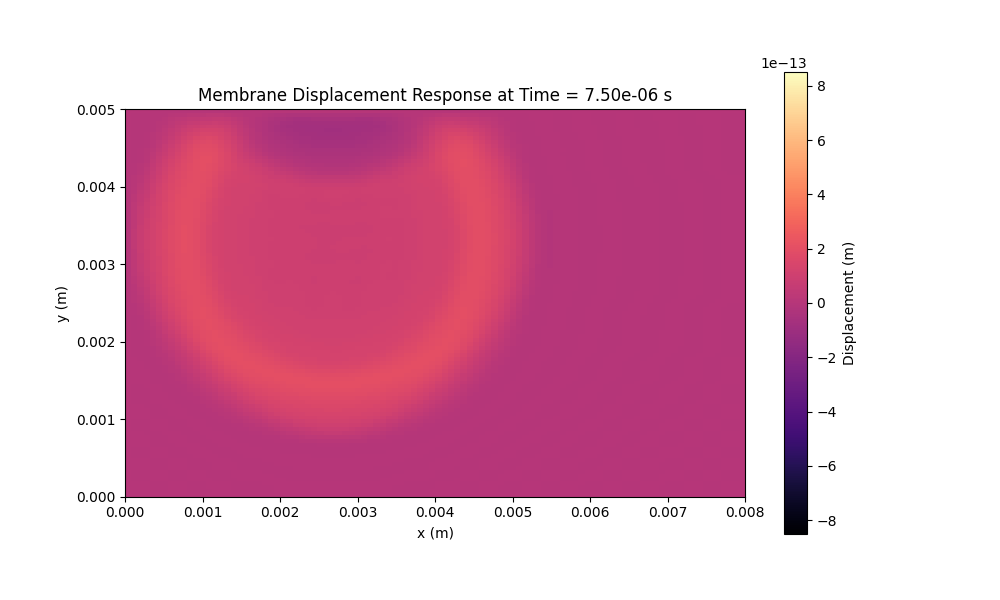 1e−13
Membrane Displacement Response at Time = 7.50e-06 s
0.005
0.004
0.003
0.002
0.001
0.000
y (m)
0.000 0.001 0.002 0.003 0.004 0.005 0.006 0.007 0.008
x (m)
8
6
4
2
0
−2
−4
−6
−8
Displacement (m)